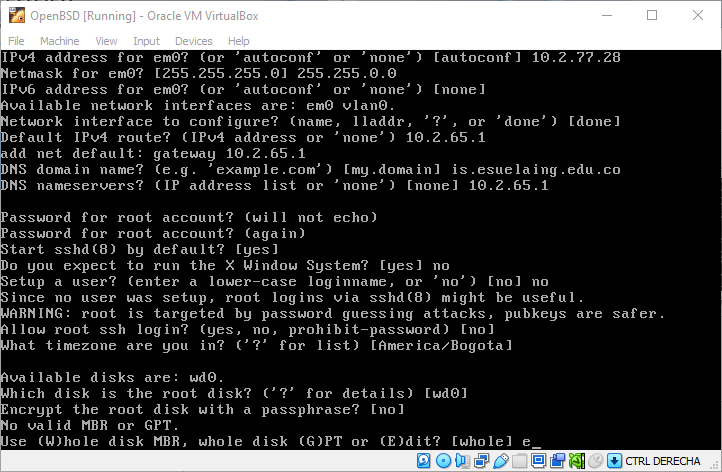 OpenBSD [Running] - Oracle VM VirtualBox
File Machine View Input Devices Help
IPv4 address for em0? (or 'autoconf' or 'none') [autoconf] 10.2.77.28
Netmask for em0? [255.255.255.0] 255.255.0.0
IPv6 address for em0? (or 'autoconf' or 'none') [none]
Available network interfaces are: em0 vlan0.
Network interface to configure? (name, lladdr, '?', or 'done') [done]
Default IPv4 route? (IPv4 address or 'none') 10.2.65.1
add net default: gateway 10.2.65.1
DNS domain name? (e.g. 'example.com') [my.domain] is.esuelaing.edu.co
DNS nameservers? (IP address list or 'none') [none] 10.2.65.1
Password for root account? (will not echo)
Password for root account? (again)
Start sshd(8) by default? [yes]
Do you expect to run the X Window System? [yes] no
Setup a user? (enter a lower-case loginname, or 'no') [no] no
Since no user was setup, root logins via sshd(8) might be useful.
WARNING: root is targeted by password guessing attacks, pubkeys are safer.
Allow root ssh login? (yes, no, prohibit-password) [no]
What timezone are you in? ('?' for list) [America/Bogota]
Available disks are: wd0.
Which disk is the root disk? ('?' for details) [wd0]
Encrypt the root disk with a passphrase? [no]
No valid MBR or GPT.
Use (W)hole disk MBR, whole disk (G)PT or (E)dit? [whole] e_
CTRL DERECHA